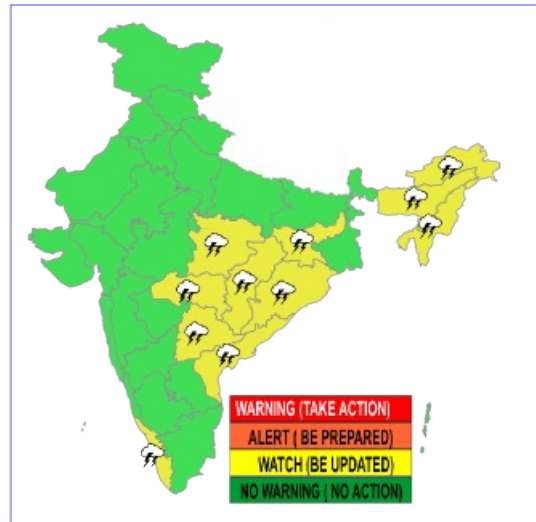 WARNING (TAKE ACTION)
ALERT ( BE PREPARED)
WATCH (BE UPDATED)
NO WARNING ( NO ACTION)